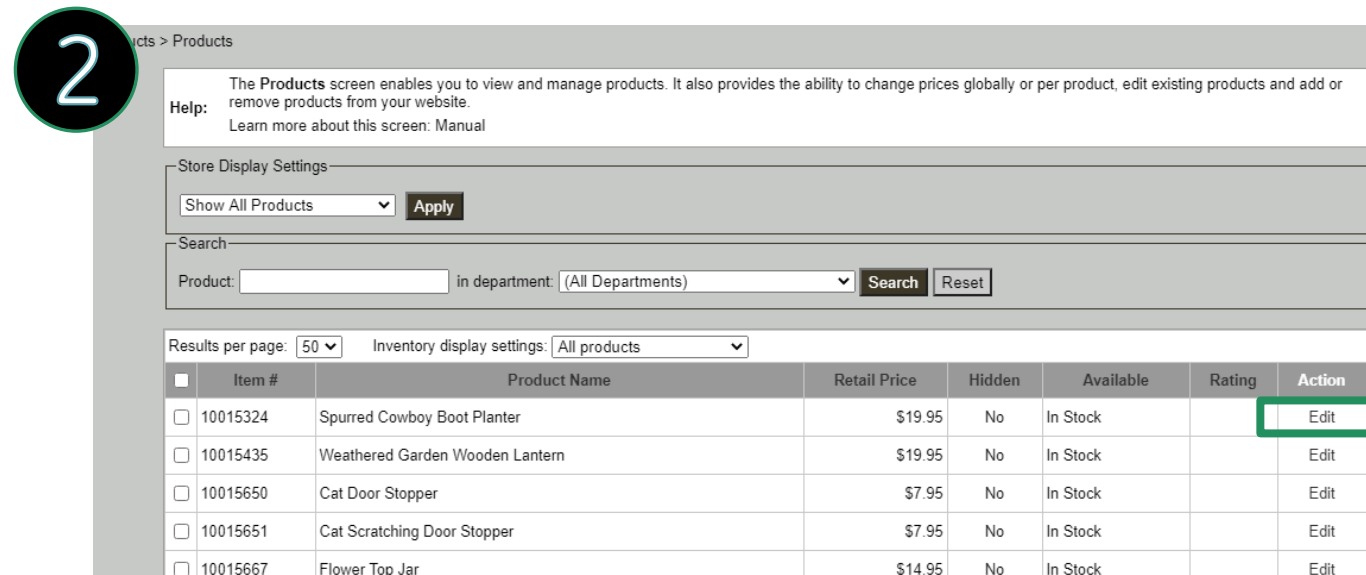 2
ucts > Products
The Products screen enables you to view and manage products. It also provides the ability to change prices globally or per product, edit existing products and add or
Help: remove products from your website.
Learn more about this screen: Manual
Store Display Settings
Show All Products Apply
Search
Product: in department: (All Departments) Search Reset
Results per page: 50 Inventory display settings: All products
Item # Product Name Retail Price Hidden Available Rating Action
10015324 Spurred Cowboy Boot Planter $19.95 No In Stock Edit
10015435 Weathered Garden Wooden Lantern $19.95 No In Stock Edit
10015650 Cat Door Stopper $7.95 No In Stock Edit
10015651 Cat Scratching Door Stopper $7.95 No In Stock Edit
10015667 Flower Top Jar $14.95 No In Stock Edit